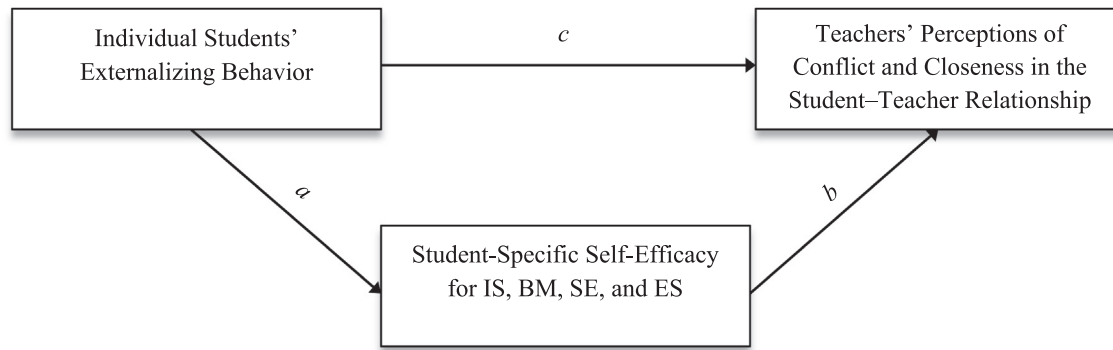 Individual Students’
Externalizing Behavior
c
Teachers’ Perceptions of
Conflict and Closeness in the
Student–Teacher Relationship
a
b
Student-Specific Self-Efficacy
for IS, BM, SE, and ES